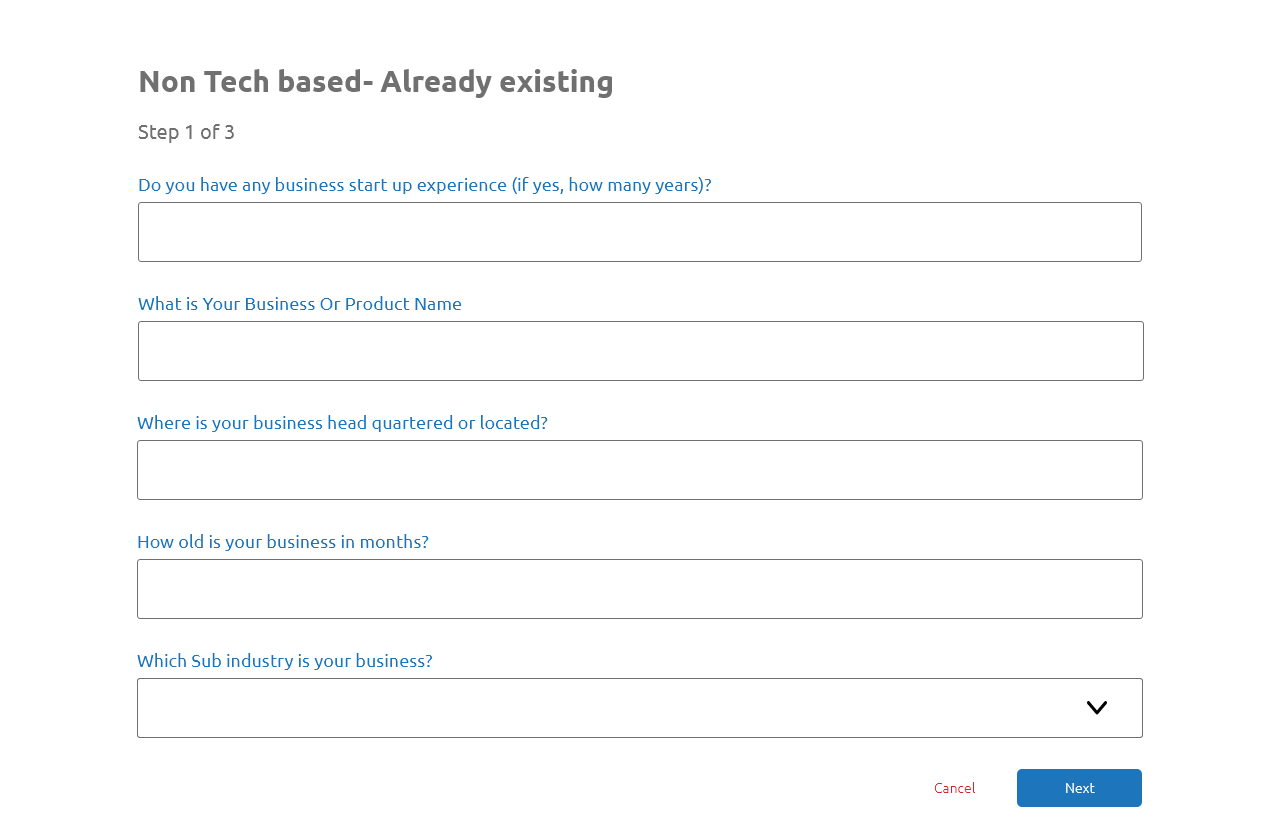 Non Tech based- Already existing
Step 1 of 3
Do you have any business start up experience (if yes, how many years)?
What is Your Business Or Product Name
Where is your business head quartered or located?
How old is your business in months?
Which Sub industry is your business?
Cancel
Next